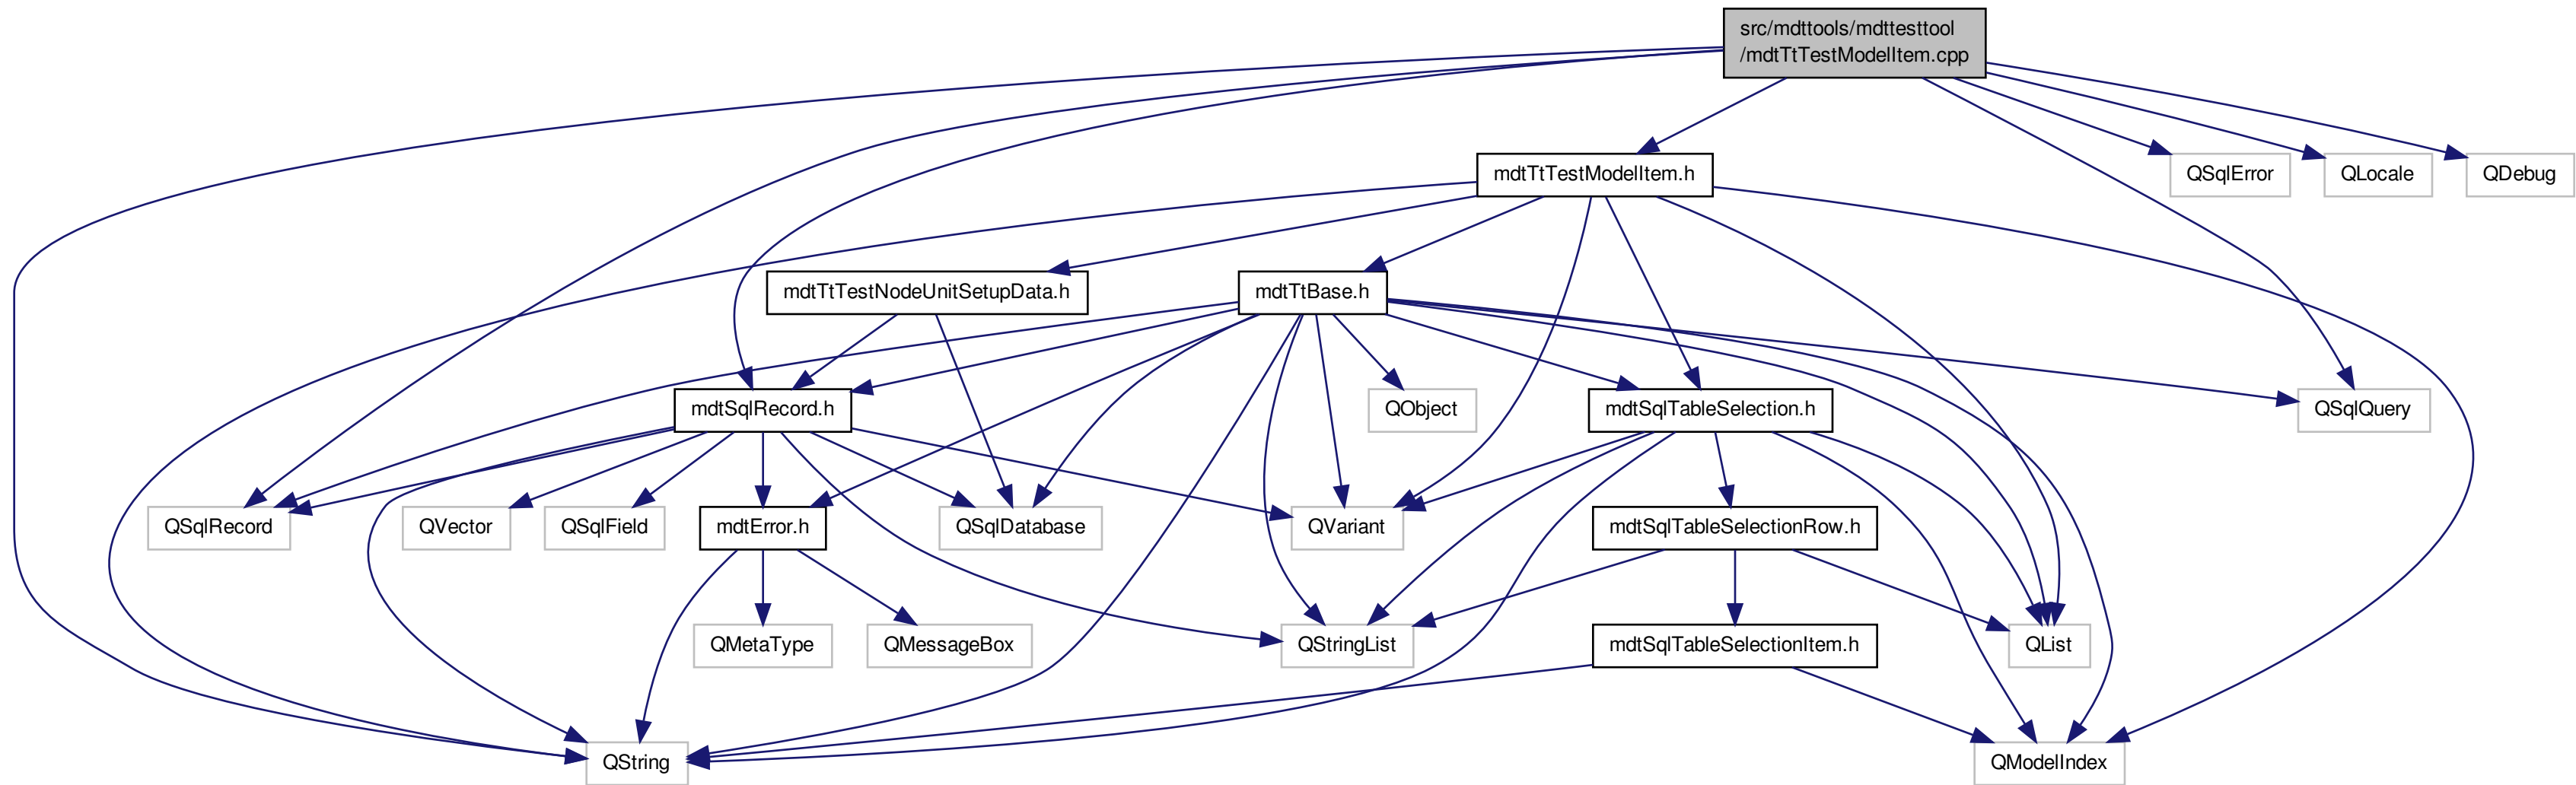 src/mdttools/mdttesttool
/mdtTtTestModelItem.cpp
mdtTtTestModelItem.h
QSqlError
QLocale
QDebug
mdtTtTestNodeUnitSetupData.h
mdtTtBase.h
mdtSqlRecord.h
QObject
mdtSqlTableSelection.h
QSqlQuery
QSqlRecord
QVector
QSqlField
mdtError.h
QSqlDatabase
QVariant
mdtSqlTableSelectionRow.h
QMetaType
QMessageBox
QStringList
mdtSqlTableSelectionItem.h
QList
QString
QModelIndex